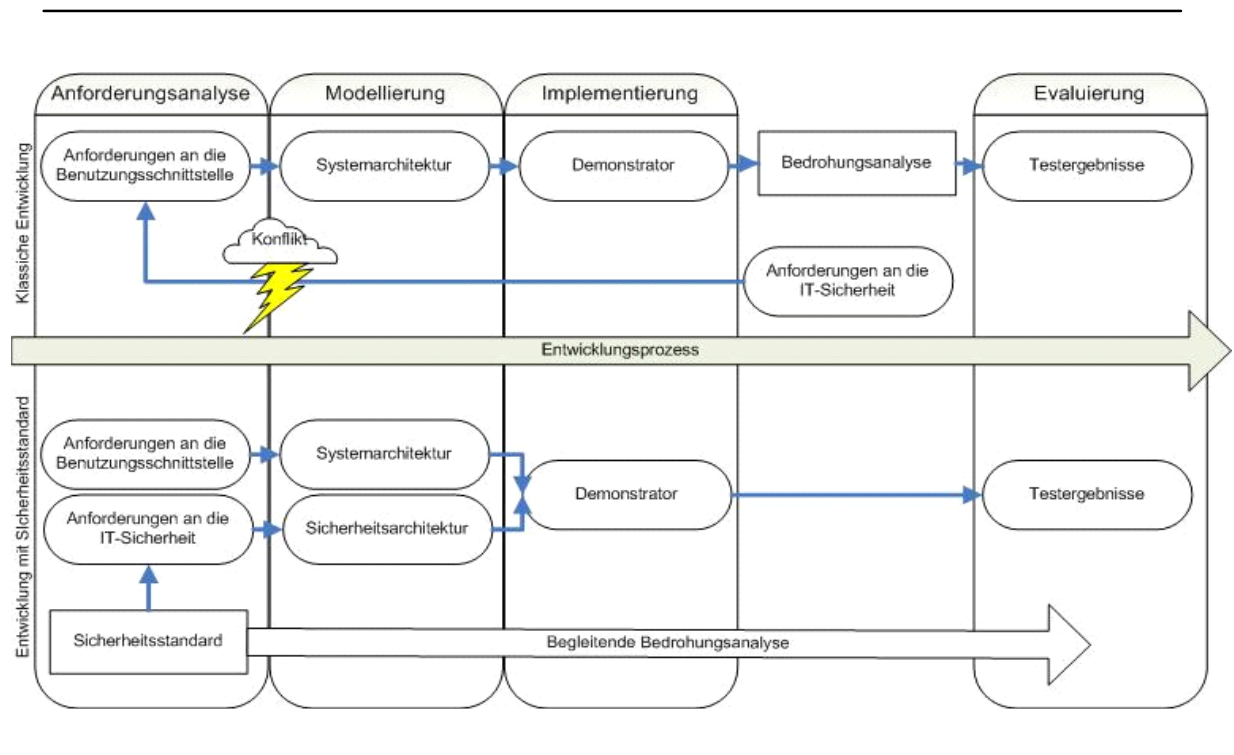 Anforderungsanalyse
Modellierung
Implementierung
Evaluierung
Klassiche Entwicklung
Anforderungen an die
Benutzungsschnittstelle
Systemarchitektur
Demonstrator
Bedrohungsanalyse
Testergebnisse
Konflikt
Anforderungen an die
IT-Sicherheit
Entwicklungsprozess
Entwicklung mit SIcherheitsstandard
Anforderungen an die
Benutzungsschnittstelle
Systemarchitektur
Anforderungen an die
IT-Sicherheit
Sicherheitsarchitektur
Demonstrator
Testergebnisse
Sicherheitsstandard
Begleitende Bedrohungsanalyse